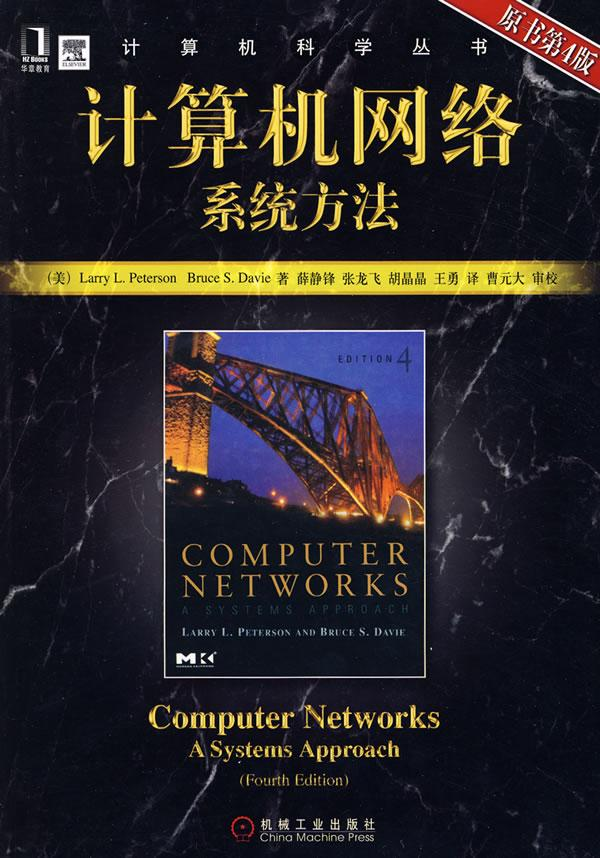 HZ BOOKS
华章教育
ELSEVIER
计算机科学丛书
原书第4版
计算机网络
系统方法
(美) Larry L. Peterson Bruce S. Davie 著 薛静锋 张龙飞 胡晶晶 王勇 译 曹元大 审校
EDITION 4
COMPUTER
NETWORKS
A SYSTEMS APPROACH
LARRY L. PETERSON AND BRUCE S. DAVIE
MK
Computer Networks
A Systems Approach
(Fourth Edition)
机械工业出版社
China Machine Press